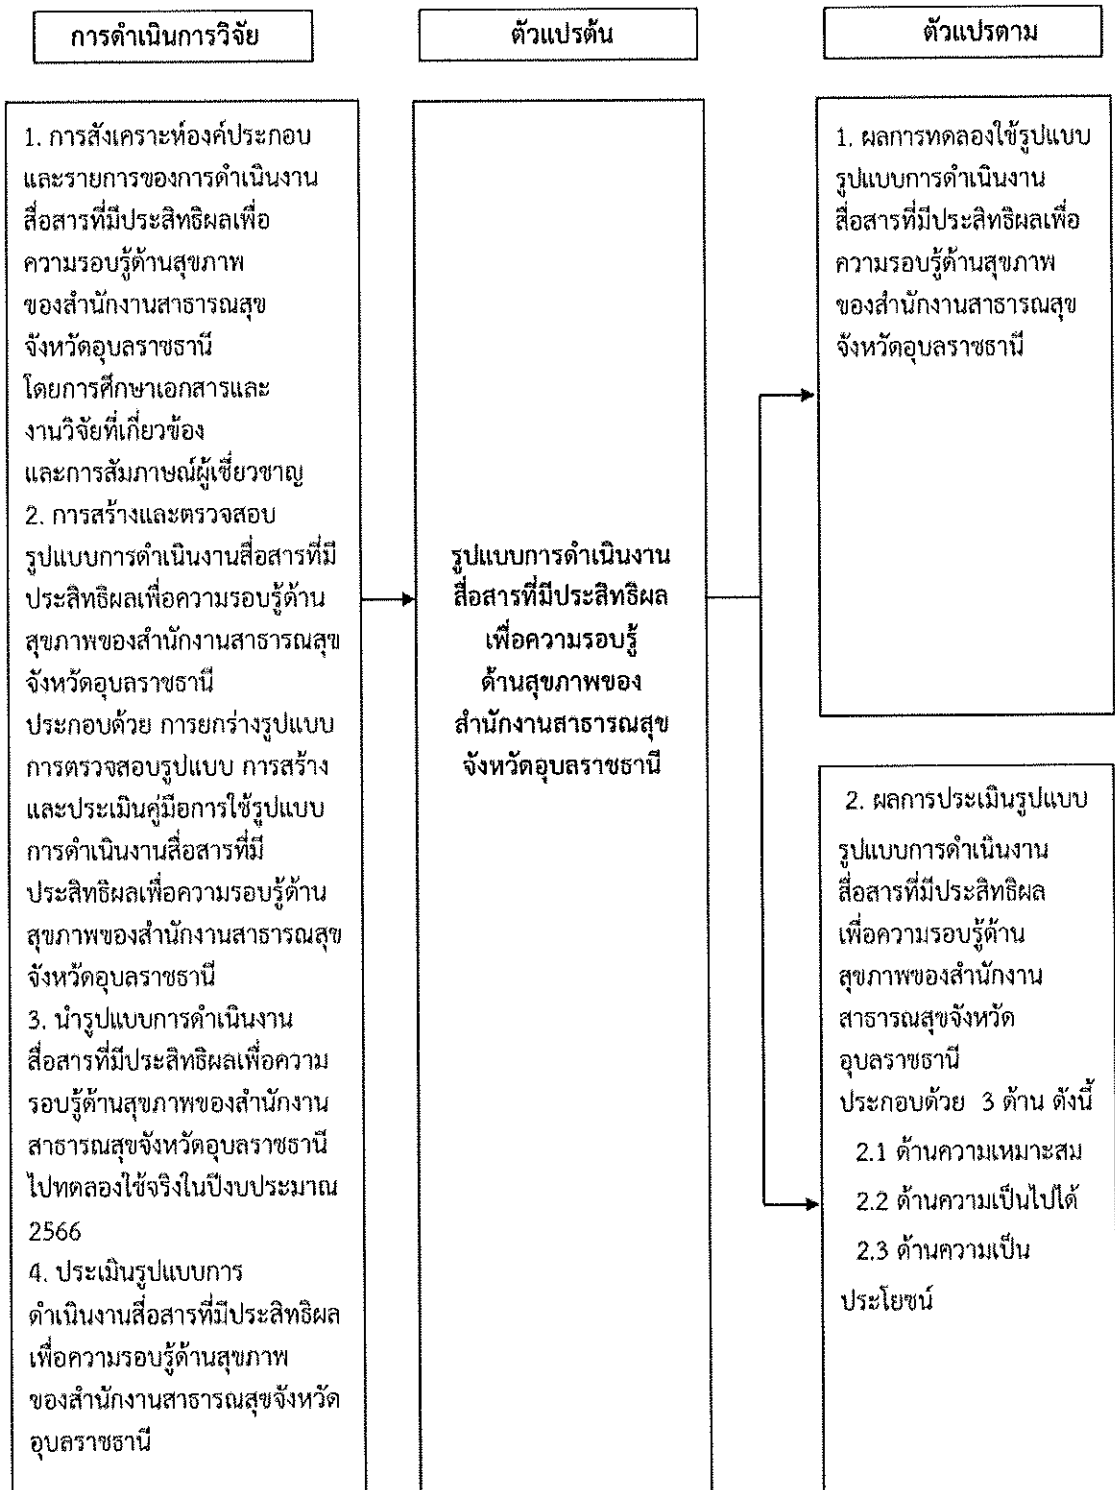 การดำเนินการวิจัย
ตัวแปรต้น
ตัวแปรตาม
1. การสังเคราะห์องค์ประกอบ
และรายการของการดำเนินงาน
สื่อสารที่มีประสิทธิผลเพื่อ
ความรอบรู้ด้านสุขภาพ
ของสำนักงานสาธารณสุข
จังหวัดอุบลราชธานี
โดยการศึกษาเอกสารและ
งานวิจัยที่เกี่ยวข้อง
และการสัมภาษณ์ผู้เชี่ยวชาญ
2. การสร้างและตรวจสอบ
รูปแบบการดำเนินงานสื่อสารที่มี
ประสิทธิผลเพื่อความรอบรู้ด้าน
สุขภาพของสำนักงานสาธารณสุข
จังหวัดอุบลราชธานี
ประกอบด้วย การยกร่างรูปแบบ
การตรวจสอบรูปแบบ การสร้าง
และประเมินคู่มือการใช้รูปแบบ
การดำเนินงานสื่อสารที่มี
ประสิทธิผลเพื่อความรอบรู้ด้าน
สุขภาพของสำนักงานสาธารณสุข
จังหวัดอุบลราชธานี
3. นำรูปแบบการดำเนินงาน
สื่อสารที่มีประสิทธิผลเพื่อความ
รอบรู้ด้านสุขภาพของสำนักงาน
สาธารณสุขจังหวัดอุบลราชธานี
ไปทดลองใช้จริงในปีงบประมาณ
2566
4. ประเมินรูปแบบการ
ดำเนินงานสื่อสารที่มีประสิทธิผล
เพื่อความรอบรู้ด้านสุขภาพ
ของสำนักงานสาธารณสุขจังหวัด
อุบลราชธานี
รูปแบบการดำเนินงาน
สื่อสารที่มีประสิทธิผล
เพื่อความรอบรู้
ด้านสุขภาพของ
สำนักงานสาธารณสุข
จังหวัดอุบลราชธานี
1. ผลการทดลองใช้รูปแบบ
รูปแบบการดำเนินงาน
สื่อสารที่มีประสิทธิผลเพื่อ
ความรอบรู้ด้านสุขภาพ
ของสำนักงานสาธารณสุข
จังหวัดอุบลราชธานี
2. ผลการประเมินรูปแบบ
รูปแบบการดำเนินงาน
สื่อสารที่มีประสิทธิผล
เพื่อความรอบรู้ด้าน
สุขภาพของสำนักงาน
สาธารณสุขจังหวัด
อุบลราชธานี
ประกอบด้วย 3 ด้าน ดังนี้
2.1 ด้านความเหมาะสม
2.2 ด้านความเป็นไปได้
2.3 ด้านความเป็น
ประโยชน์